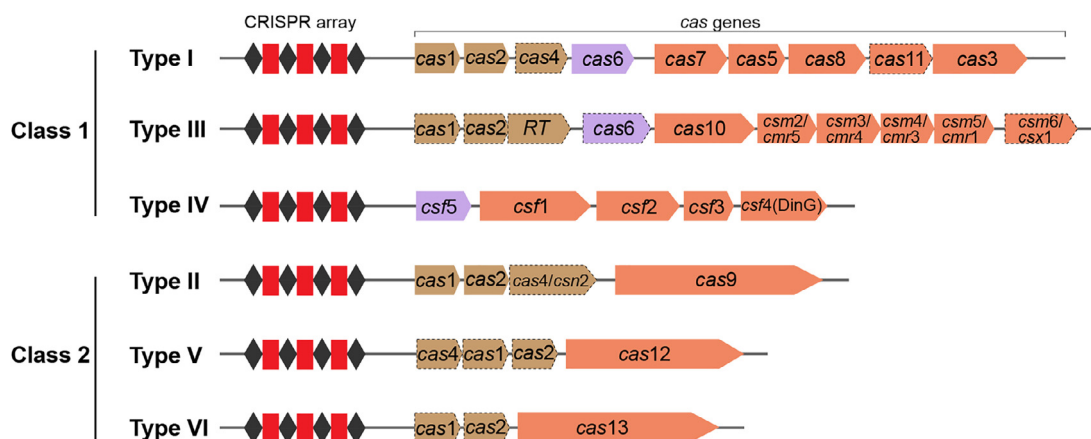 CRISPR array cas genes
Class 1
Type I cas1 cas2 cas4 cas6 cas7 cas5 cas8 cas11 cas3
Type III cas1 cas2 RT cas6 cas10 csm2/cmr5 csm3/cmr4 csm4/cmr3 csm5/cmr1 csm6/csx1
Type IV csf5 csf1 csf2 csf3 csf4(DinG)
Class 2
Type II cas1 cas2 cas4/csn2 cas9
Type V cas4 cas1 cas2 cas12
Type VI cas1 cas2 cas13